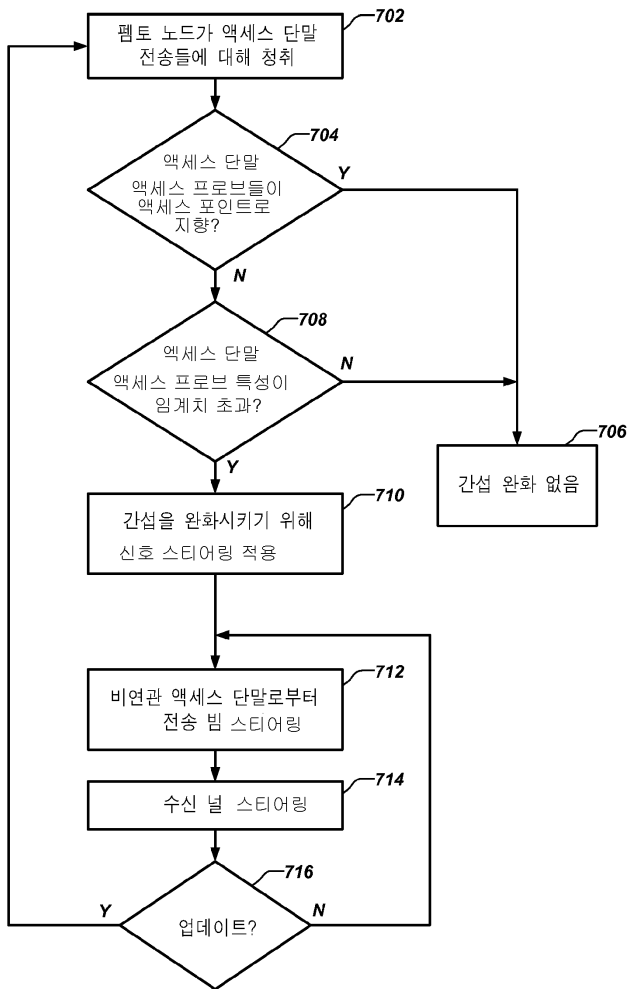 702
펨토 노드가 액세스 단말
전송들에 대해 청취
704
액세스 단말
액세스 프로브들이
액세스 포인트로
지향?
Y
N
708
엑세스 단말
액세스 프로브 특성이
임계치 초과?
N
Y
706
간섭 완화 없음
710
간섭을 완화시키기 위해
신호 스티어링 적용
712
비연관 액세스 단말로부터
전송 빔 스티어링
714
수신 널 스티어링
716
업데이트?
Y
N